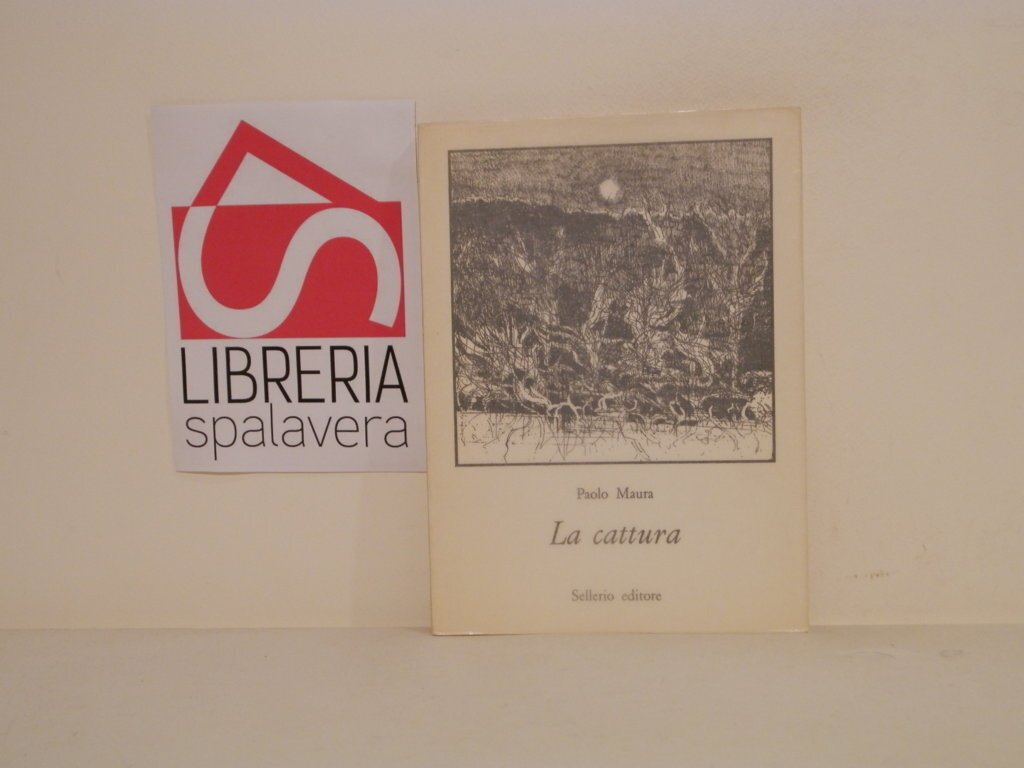 LIBRERIA
spalavera
Paolo Maura
La cattura
Sellerio editore